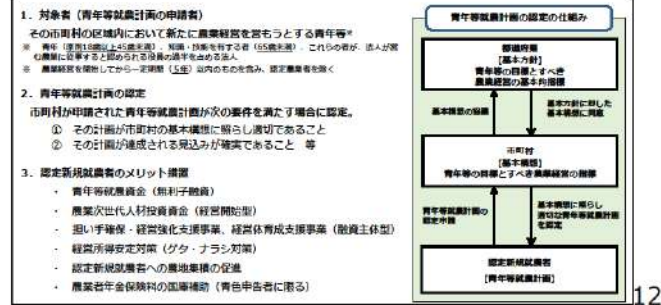 1．対象者（青年等就農計画の申請者）
その市町村の区域内において新たに農業経営を営もうとする青年等※
※ 青年（原則18歳以上45歳未満）、知識・技能を有する者（65歳未満）、これらの者が、法人が営
む農業に従事すると認められる役員の過半を占める法人
※ 農業経営を開始してから一定期間（5年）以内のものを含み、認定農業者を除く
2．青年等就農計画の認定
市町村が申請された青年等就農計画が次の要件を満たす場合に認定。
① その計画が市町村の基本構想に照らし適切であること
② その計画が達成される見込みが確実であること 等
3．認定新規就農者のメリット措置
・ 青年等就農資金（無利子融資）
・ 農業次世代人材投資資金（経営開始型）
・ 担い手確保・経営強化支援事業、経営体育成支援事業（融資主体型）
・ 経営所得安定対策（ゲタ・ナラシ対策）
・ 認定新規就農者への農地集積の促進
・ 農業者年金保険料の国庫補助（青色申告者に限る）
青年等就農計画の認定の仕組み
都道府県
【基本方針】
青年等の目標とすべき
農業経営の基本的指標
基本構想の協議
基本方針に即した
基本構想に同意
市町村
【基本構想】
青年等の目標とすべき農業経営の指標
青年等就農計画の
認定申請
基本構想に照らし
適切な青年等就農計画
を認定
認定新規就農者
【青年等就農計画】
12